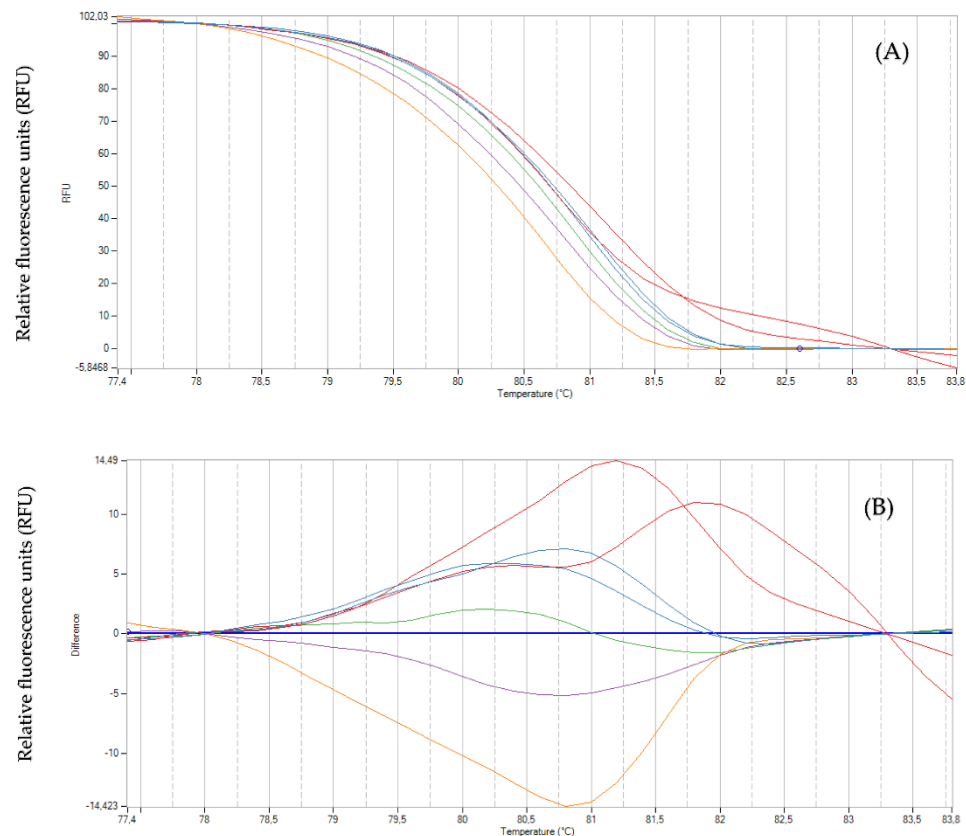 102,03
(A)
90
80
70
60
50
40
30
20
10
0
-5,8468
Relative fluorescence units (RFU)
RFU
77,4 78 78,5 79 79,5 80 80,5 81 81,5 82 82,5 83 83,5 83,8
Temperature (°C)
14.49
(B)
10
5
0
-5
-10
-14,423
Relative fluorescence units (RFU)
Difference
77,4 78 78,5 79 79,5 80 80,5 81 81,5 82 82,5 83 83,5 83,8
Temperature (°C)